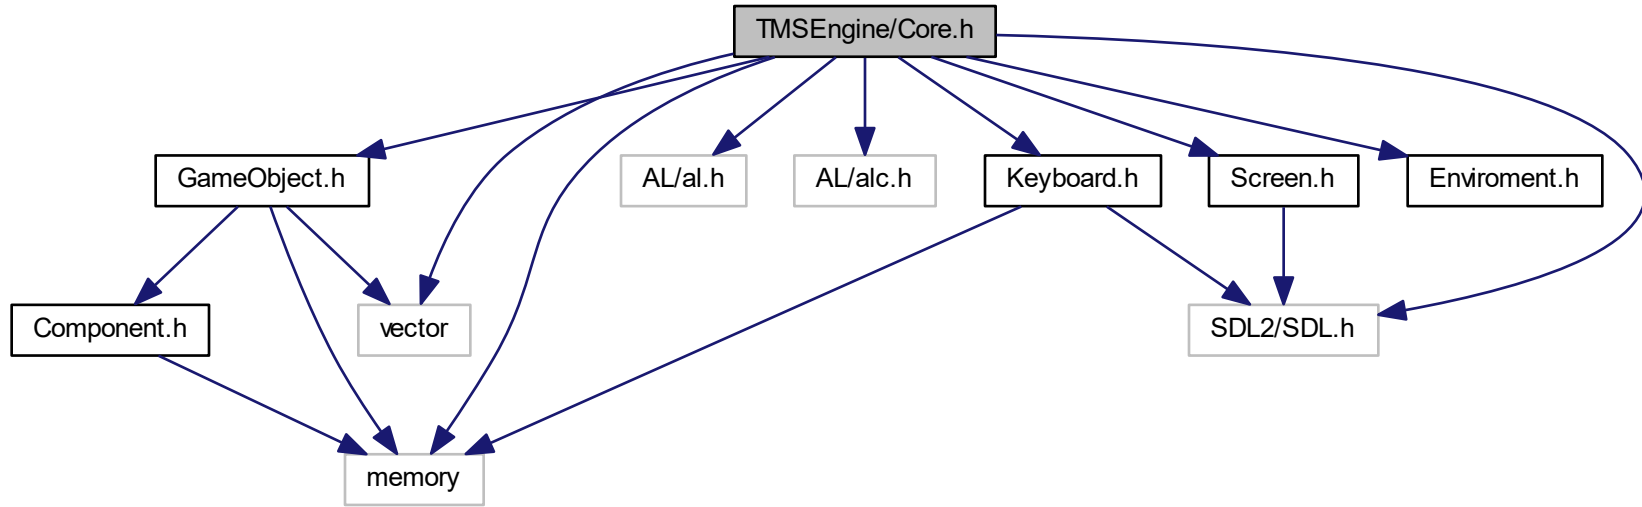 TMSEngine/Core.h
GameObject.h
AL/al.h
AL/alc.h
Keyboard.h
Screen.h
Enviroment.h
Component.h
vector
SDL2/SDL.h
memory